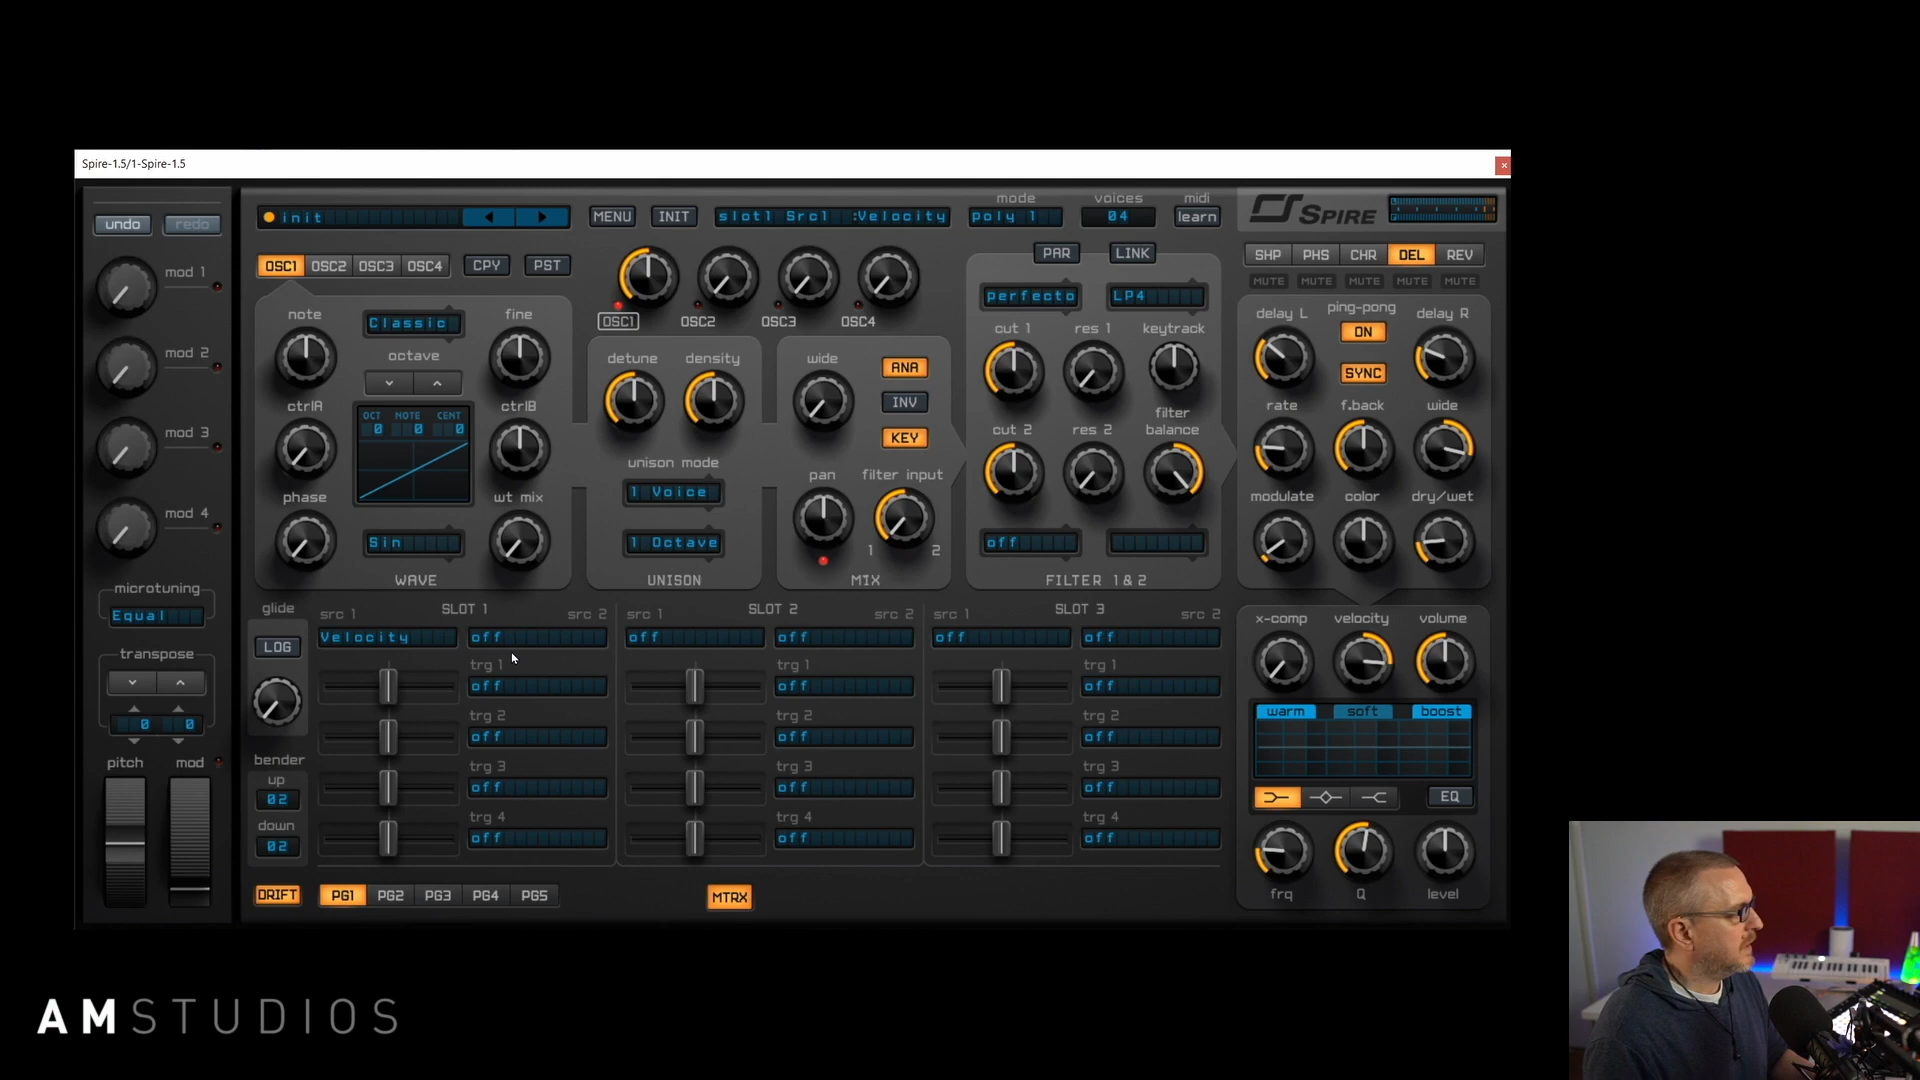 Spire-1.5/1-Spire-1.5
x
undo redo
init
MENU INIT
slot1 Src1 :Velocity
mode
poly 1
voices
04
midi
learn
SPIRE
mod 1
mod 2
mod 3
mod 4
microtuning
Equal
transpose
0 0
pitch mod
OSC1 OSC2 OSC3 OSC4 CPY PST
note
Classic
fine
octave
ctrlA
OCT NOTE CENT
0 0 0
ctrlB
phase
wt mix
Sin
WAVE
OSC1 OSC2 OSC3 OSC4
detune density
unison mode
1 Voice
1 Octave
UNISON
wide
ANA
INV
KEY
pan filter input
1 2
MIX
PAR LINK
perfecto LP4
cut 1 res 1 keytrack
cut 2 res 2
filter
balance
off
FILTER 1 & 2
SHP PHS CHR DEL REV
MUTE MUTE MUTE MUTE MUTE
delay L ping-pong delay R
ON
SYNC
rate f.back wide
modulate color dry/wet
glide
LOG
bender
up
02
down
02
DRIFT
src 1 SLOT 1 src 2
Velocity off
trg 1
off
trg 2
off
trg 3
off
trg 4
off
src 1 SLOT 2 src 2
off off
trg 1
off
trg 2
off
trg 3
off
trg 4
off
src 1 SLOT 3 src 2
off off
trg 1
off
trg 2
off
trg 3
off
trg 4
off
PG1 PG2 PG3 PG4 PG5
MTRX
x-comp velocity volume
warm soft boost
EQ
frq Q level
AMSTUDIOS